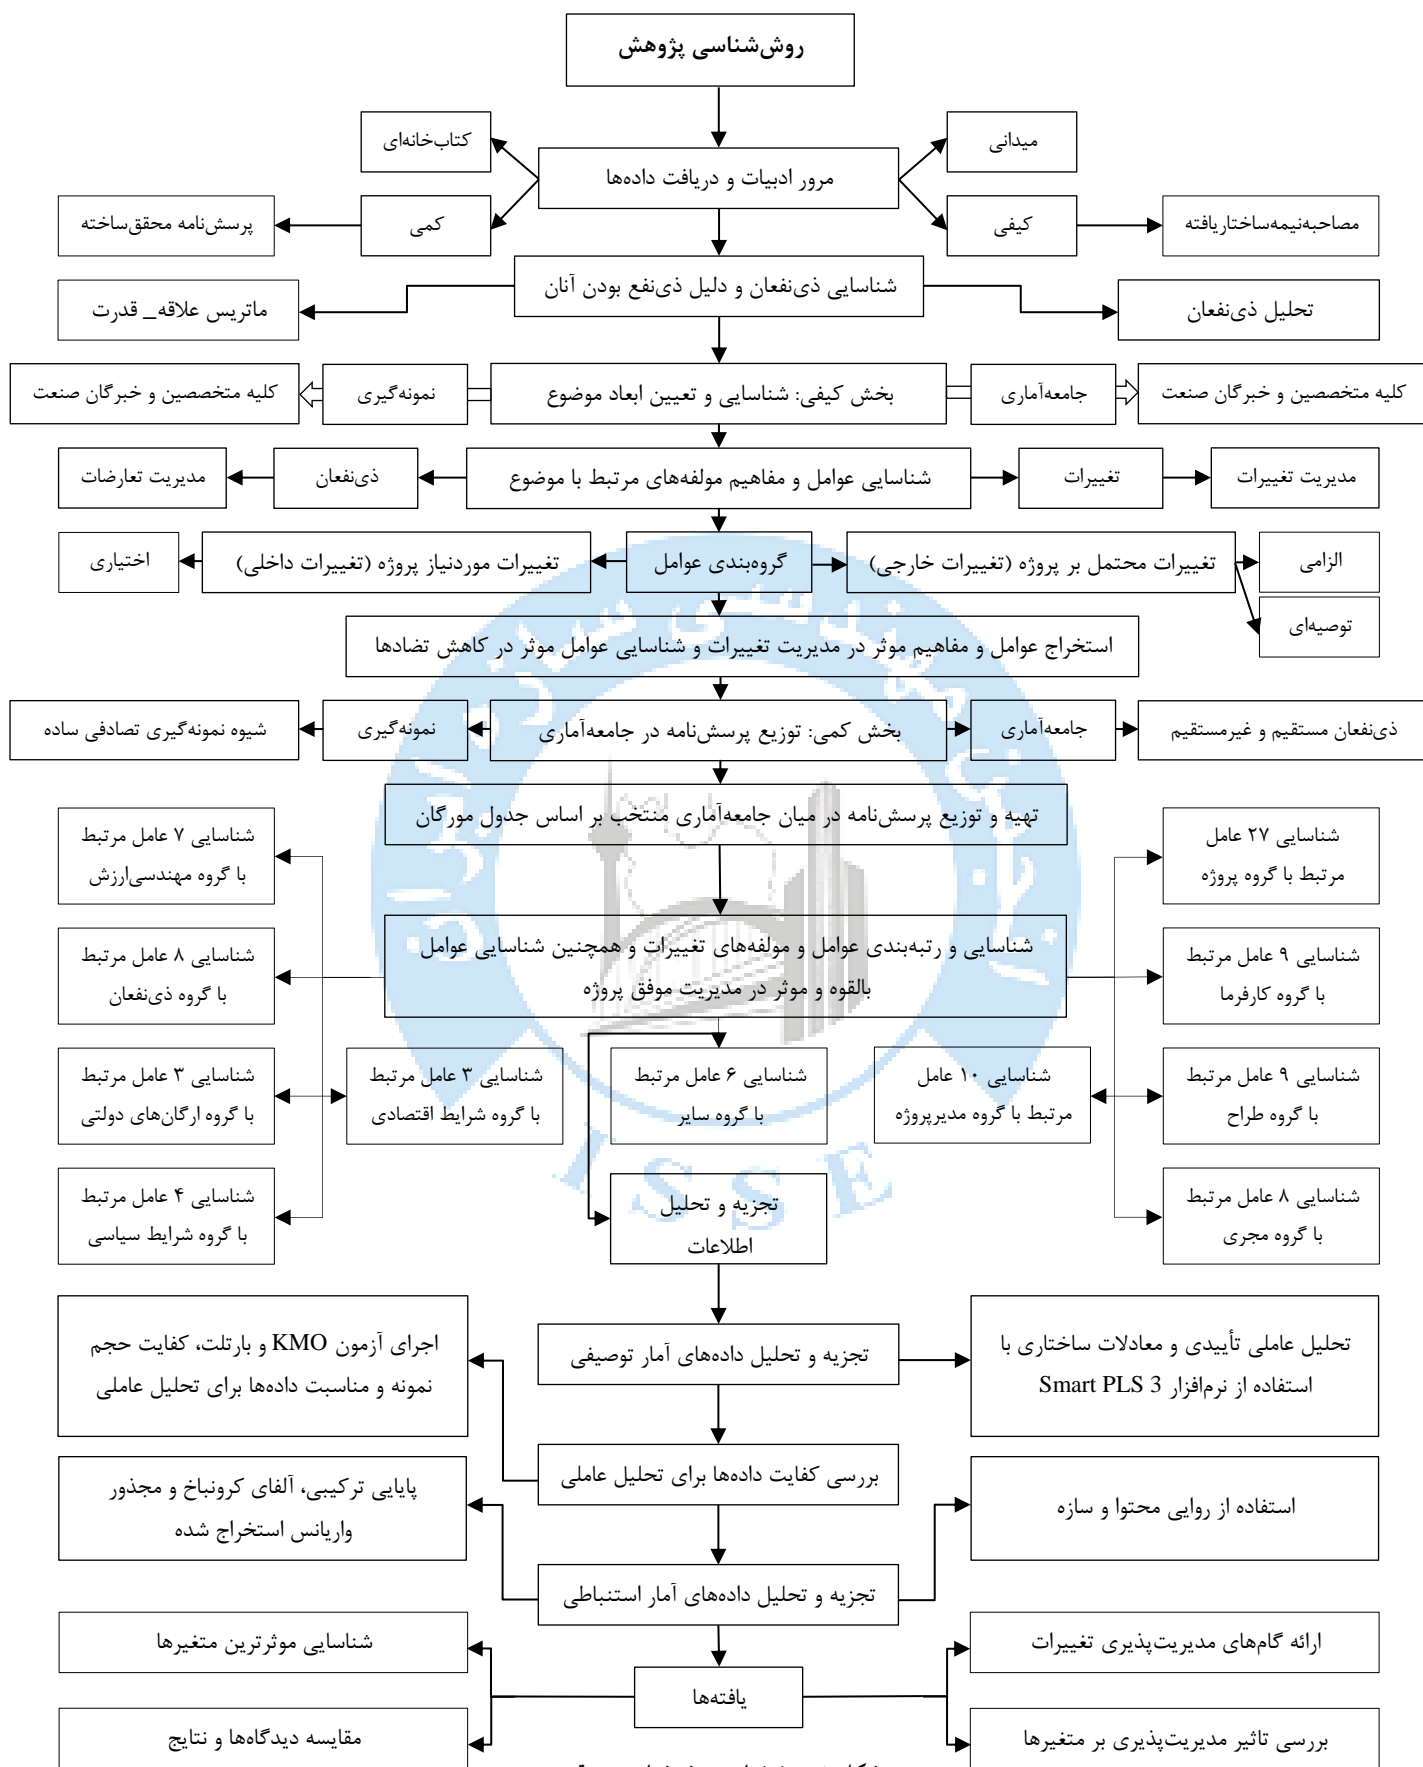 روش‌شناسی پژوهش
میدانی
کتاب‌خانه‌ای
مرور ادبیات و دریافت داده‌ها
مصاحبه‌نیمه‌ساختاریافته
کیفی
کمی
پرسش‌نامه محقق‌ساخته
شناسایی ذی‌نفعان و دلیل ذی‌نفع بودن آنان
تحلیل ذی‌نفعان
ماتریس علاقه_ قدرت
کلیه متخصصین و خبرگان صنعت
جامعه‌آماری
بخش کیفی: شناسایی و تعیین ابعاد موضوع
نمونه‌گیری
کلیه متخصصین و خبرگان صنعت
مدیریت تغییرات
تغییرات
شناسایی عوامل و مفاهیم مولفه‌های مرتبط با موضوع
ذی‌نفعان
مدیریت تعارضات
الزامی
تغییرات محتمل بر پروژه (تغییرات خارجی)
گروه‌بندی عوامل
تغییرات موردنیاز پروژه (تغییرات داخلی)
اختیاری
توصیه‌ای
استخراج عوامل و مفاهیم موثر در مدیریت تغییرات و شناسایی عوامل موثر در کاهش تضادها
ذی‌نفعان مستقیم و غیرمستقیم
جامعه‌آماری
بخش کمی: توزیع پرسش‌نامه در جامعه‌آماری
نمونه‌گیری
شیوه نمونه‌گیری تصادفی ساده
تهیه و توزیع پرسش‌نامه در میان جامعه‌آماری منتخب بر اساس جدول مورگان
شناسایی ۲۷ عامل
مرتبط با گروه پروژه
شناسایی ۷ عامل مرتبط
با گروه مهندسی‌ارزش
شناسایی و رتبه‌بندی عوامل و مولفه‌های تغییرات و همچنین شناسایی عوامل
بالقوه و موثر در مدیریت موفق پروژه
شناسایی ۹ عامل مرتبط
با گروه کارفرما
شناسایی ۸ عامل مرتبط
با گروه ذی‌نفعان
شناسایی ۹ عامل مرتبط
با گروه طراح
شناسایی ۱۰ عامل
مرتبط با گروه مدیرپروژه
شناسایی ۶ عامل مرتبط
با گروه سایر
شناسایی ۳ عامل مرتبط
با گروه شرایط اقتصادی
شناسایی ۳ عامل مرتبط
با گروه ارگان‌های دولتی
شناسایی ۸ عامل مرتبط
با گروه مجری
تجزیه و تحلیل
اطلاعات
شناسایی ۴ عامل مرتبط
با گروه شرایط سیاسی
انجمن مهندسی سازه ایران
ISSE
تحلیل عاملی تأییدی و معادلات ساختاری با
استفاده از نرم‌افزار Smart PLS 3
تجزیه و تحلیل داده‌های آمار توصیفی
اجرای آزمون KMO و بارتلت، کفایت حجم
نمونه و مناسبت داده‌ها برای تحلیل عاملی
بررسی کفایت داده‌ها برای تحلیل عاملی
استفاده از روایی محتوا و سازه
پایایی ترکیبی، آلفای کرونباخ و مجذور
واریانس استخراج شده
تجزیه و تحلیل داده‌های آمار استنباطی
ارائه گام‌های مدیریت‌پذیری تغییرات
شناسایی موثرترین متغیرها
یافته‌ها
بررسی تاثیر مدیریت‌پذیری بر متغیرها
مقایسه دیدگاه‌ها و نتایج